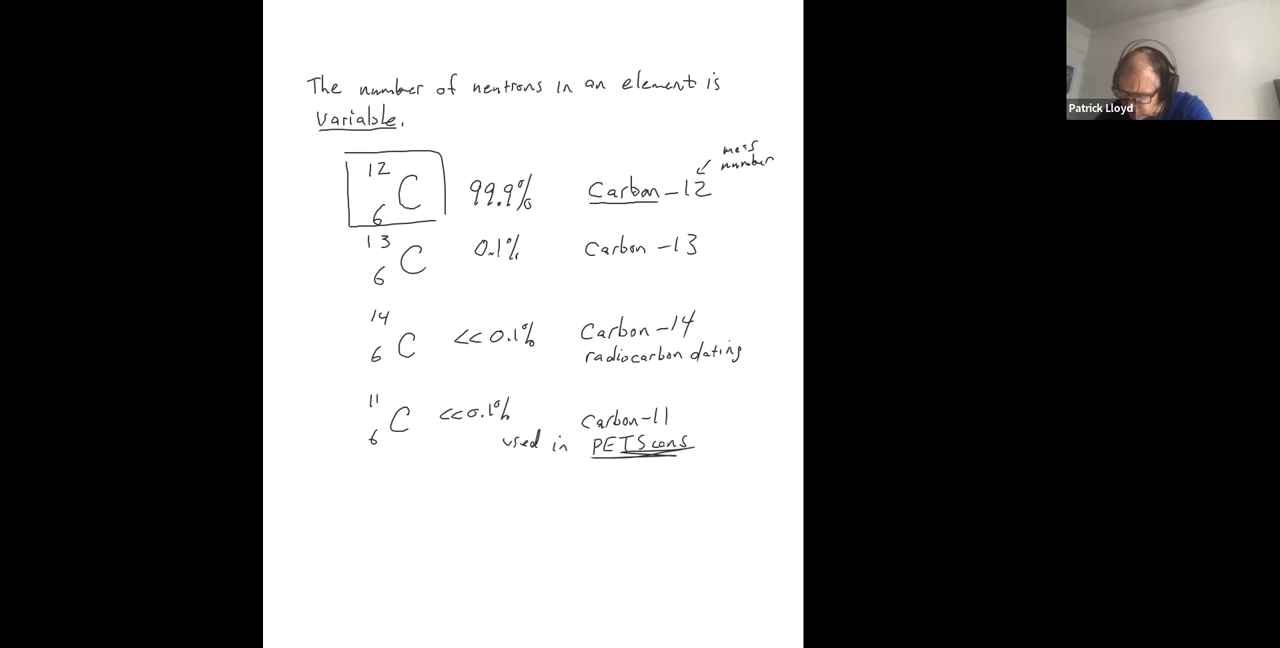 The number of neutrons in an element is
variable.
mass
number
12
6 C 99.9% Carbon-12
13
6 C 0.1% Carbon-13
14
6 C <<0.1% Carbon-14
radiocarbon dating
11
6 C <<0.1% Carbon-11
used in PET Scans
Patrick Lloyd